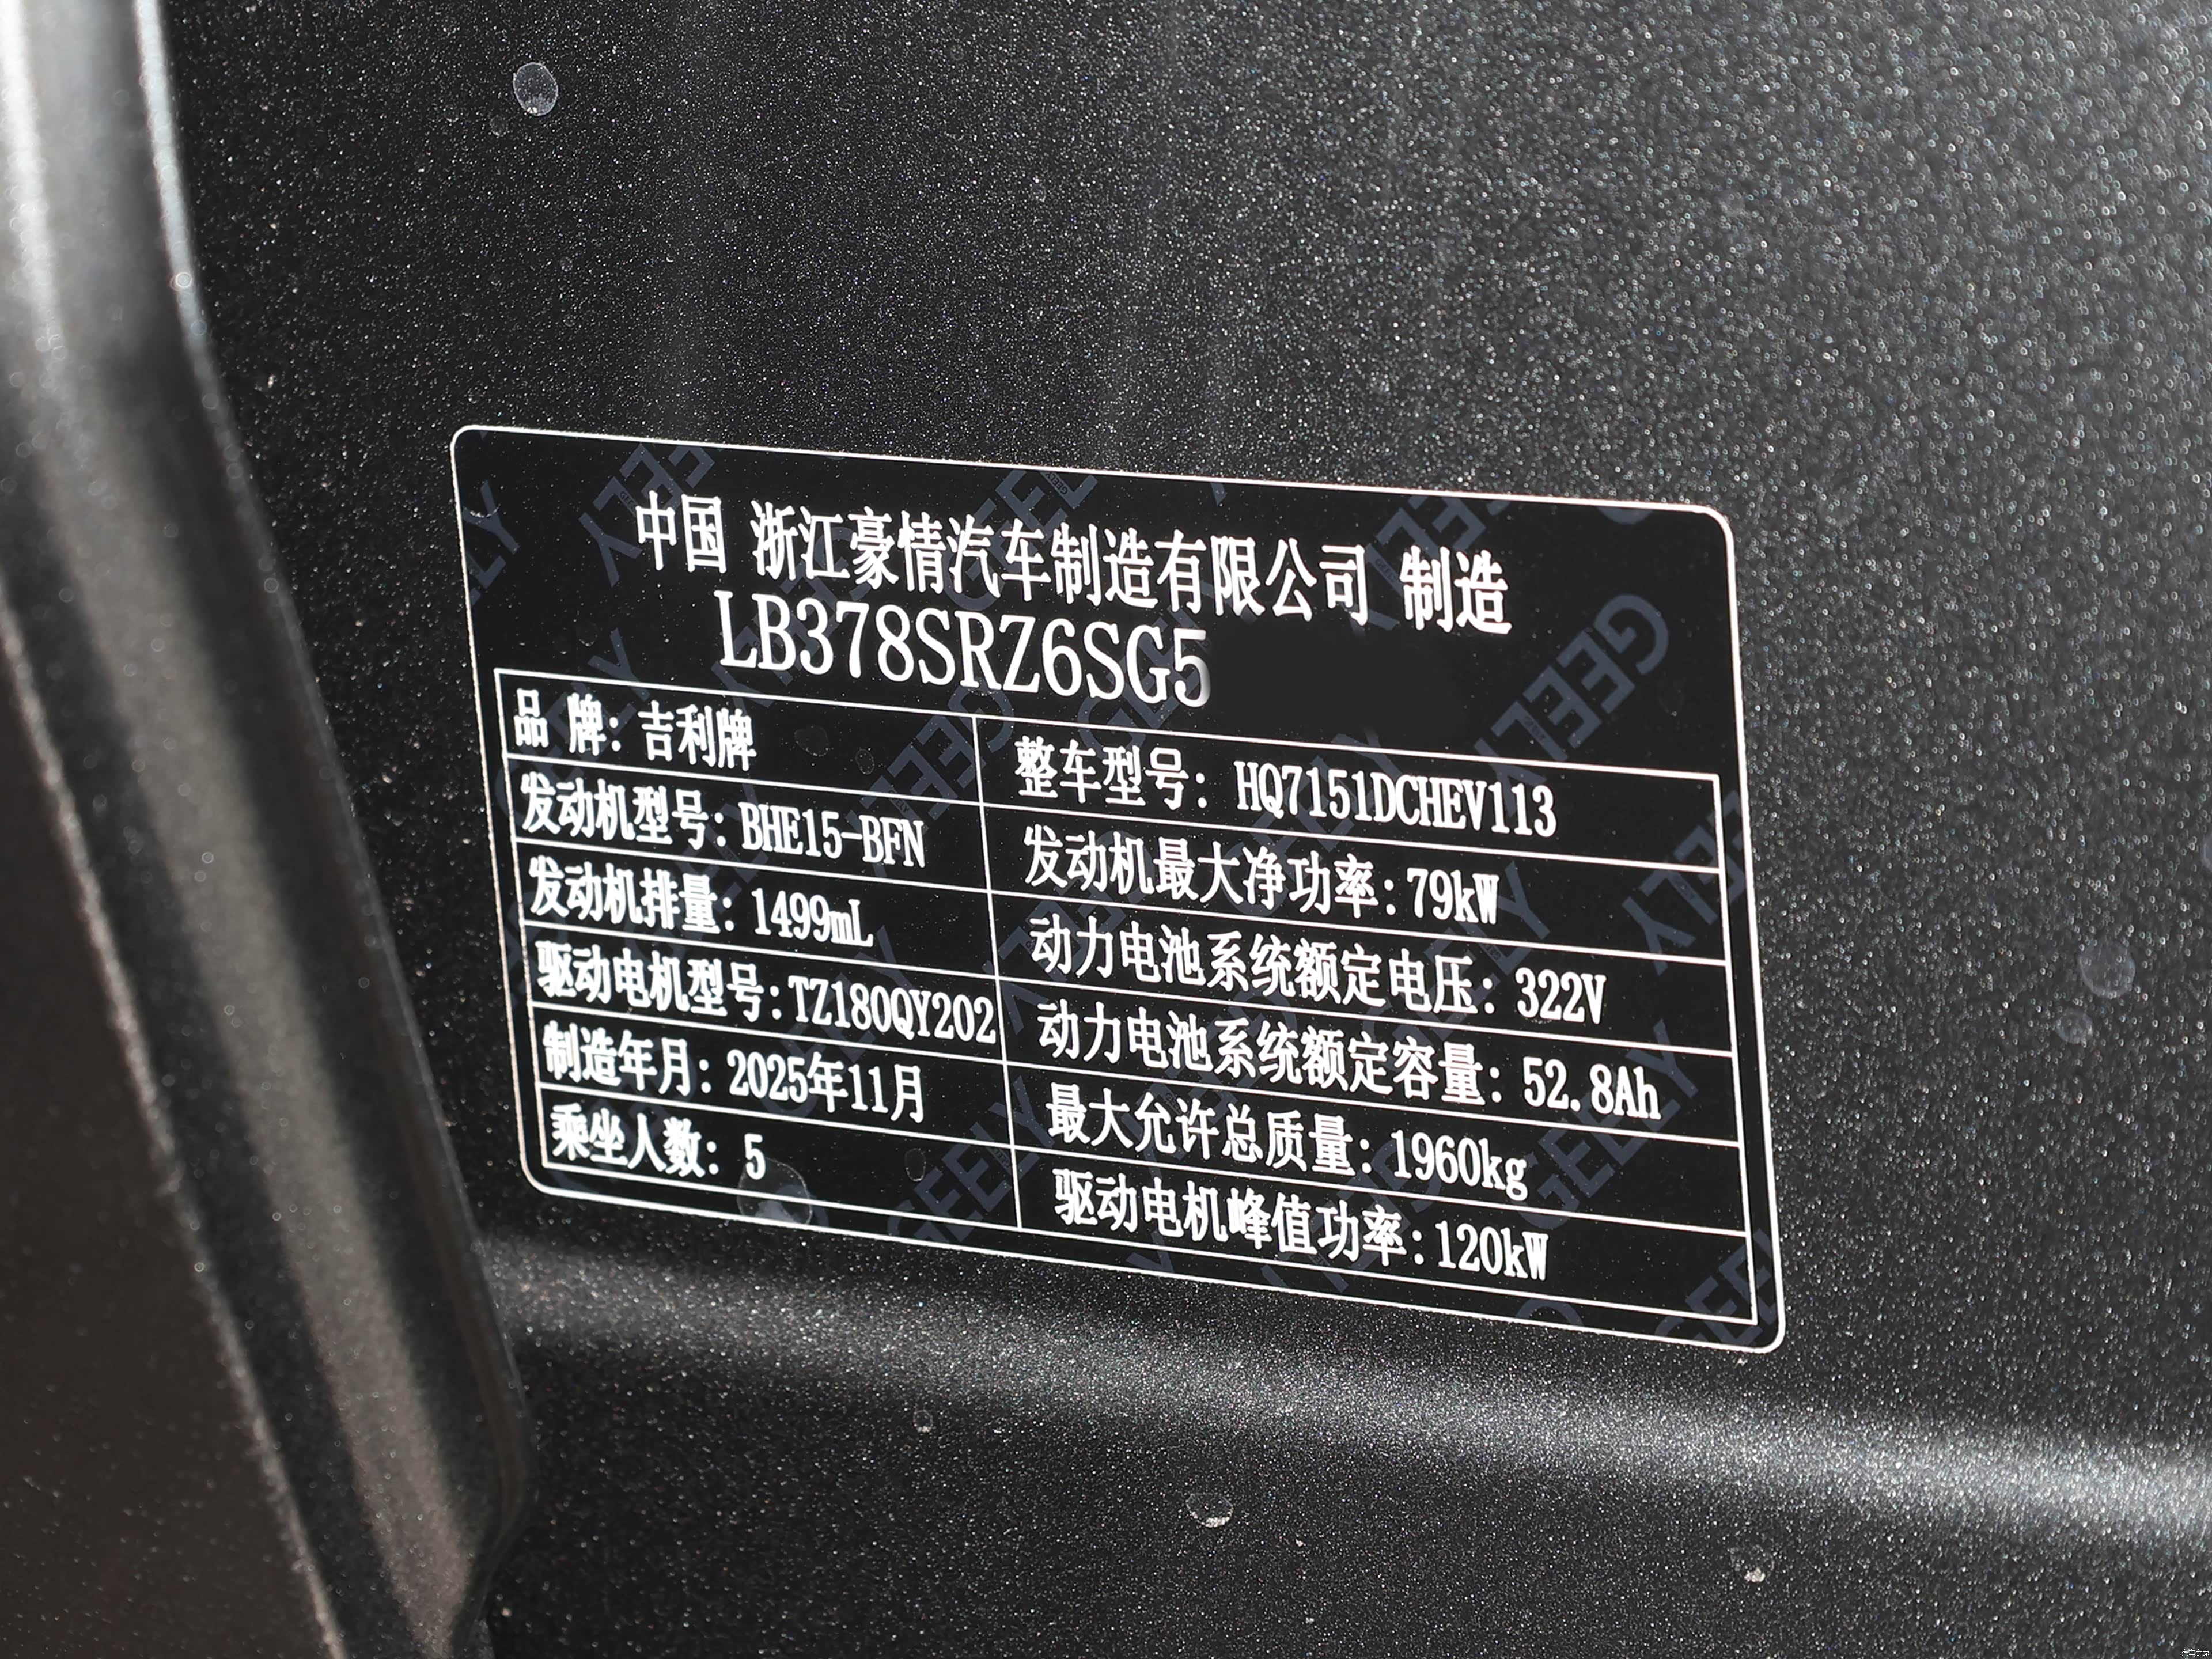 中国 浙江豪情汽车制造有限公司 制造
LB378SRZ6SG5
品 牌：吉利牌
整车型号：HQ7151DCHEV113
发动机型号：BHE15-BFN
发动机最大净功率：79kW
发动机排量：1499mL
动力电池系统额定电压：322V
驱动电机型号：TZ180QY202
动力电池系统额定容量：52.8Ah
制造年月：2025年11月
最大允许总质量：1960kg
乘坐人数：5
驱动电机峰值功率：120kW
GEELY
汽车之家